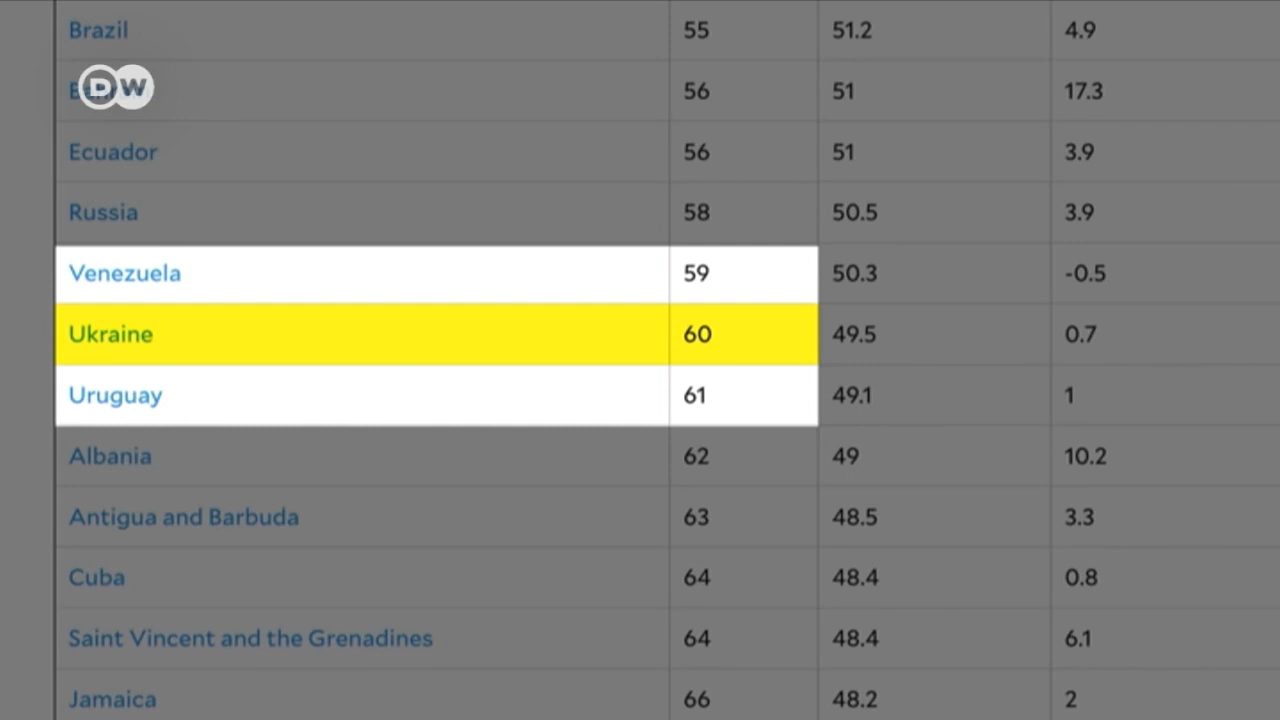 Brazil 55 51.2 4.9
DW
56 51 17.3
Ecuador 56 51 3.9
Russia 58 50.5 3.9
Venezuela 59 50.3 -0.5
Ukraine 60 49.5 0.7
Uruguay 61 49.1 1
Albania 62 49 10.2
Antigua and Barbuda 63 48.5 3.3
Cuba 64 48.4 0.8
Saint Vincent and the Grenadines 64 48.4 6.1
Jamaica 66 48.2 2